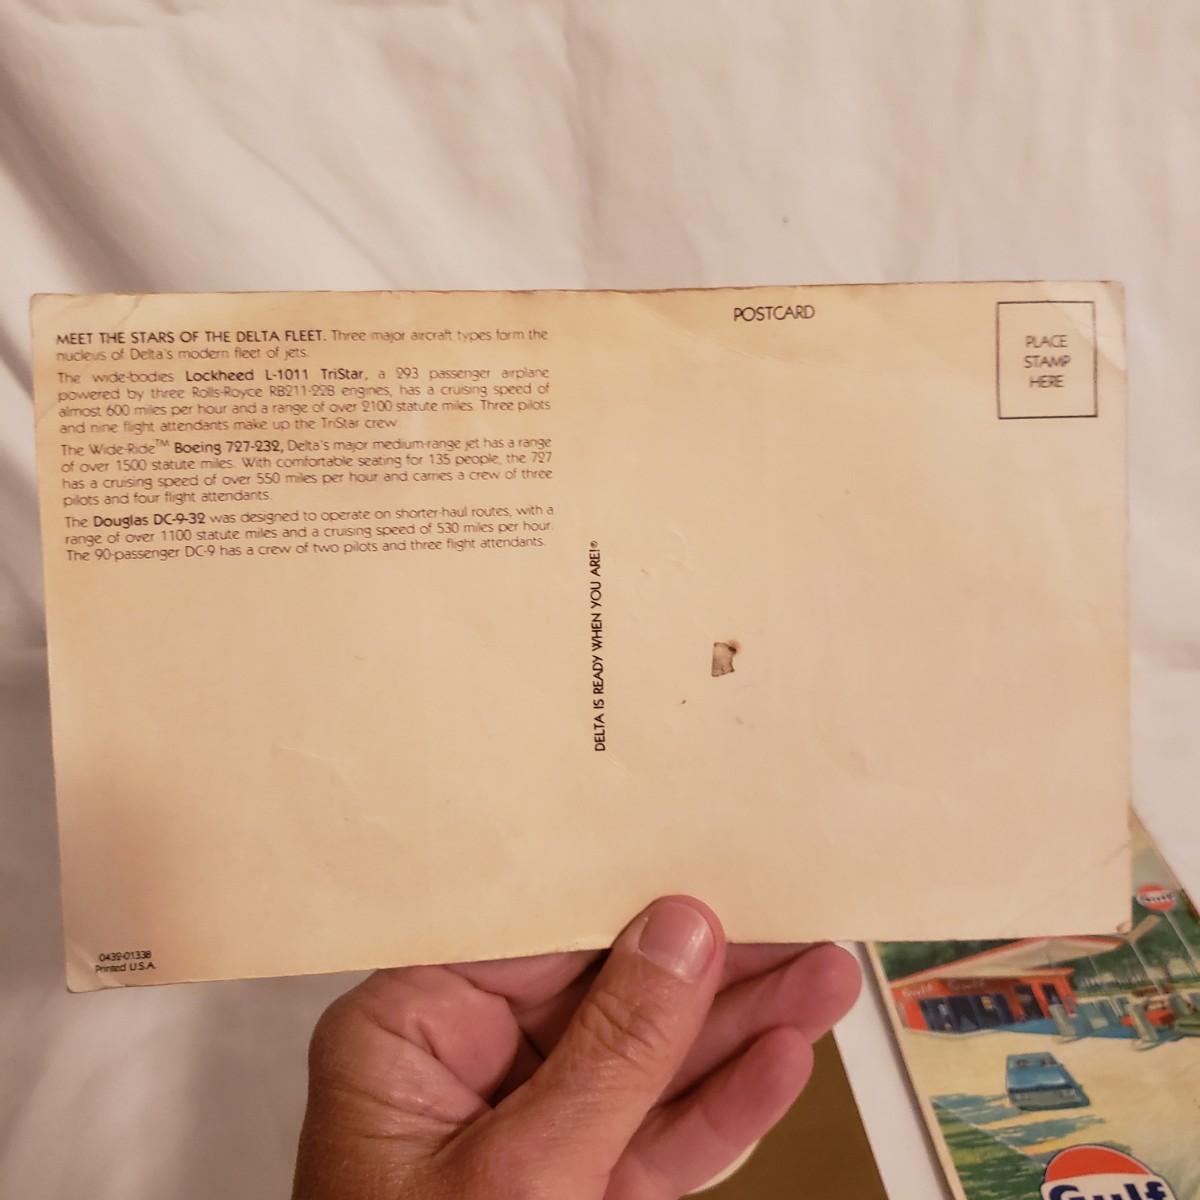 MEET THE STARS OF THE DELTA FLEET. Three major aircraft types form the
nucleus of Delta's modern fleet of jets.
The wide-bodies Lockheed L-1011 TriStar, a 293 passenger airplane
powered by three Rolls-Royce RB211-22B engines, has a cruising speed of
almost 600 miles per hour and a range of over 2100 statute miles. Three pilots
and nine flight attendants make up the TriStar crew.
The Wide-Ride™ Boeing 727-232, Delta's major medium-range jet has a range
of over 1500 statute miles. With comfortable seating for 135 people, the 727
has a cruising speed of over 550 miles per hour and carries a crew of three
pilots and four flight attendants.
The Douglas DC-9-32 was designed to operate on shorter-haul routes, with a
range of over 1100 statute miles and a cruising speed of 530 miles per hour.
The 90-passenger DC-9 has a crew of two pilots and three flight attendants.
0439-01338
Printed U.S.A.
DELTA IS READY WHEN YOU ARE!®
POSTCARD
PLACE
STAMP
HERE
Gulf